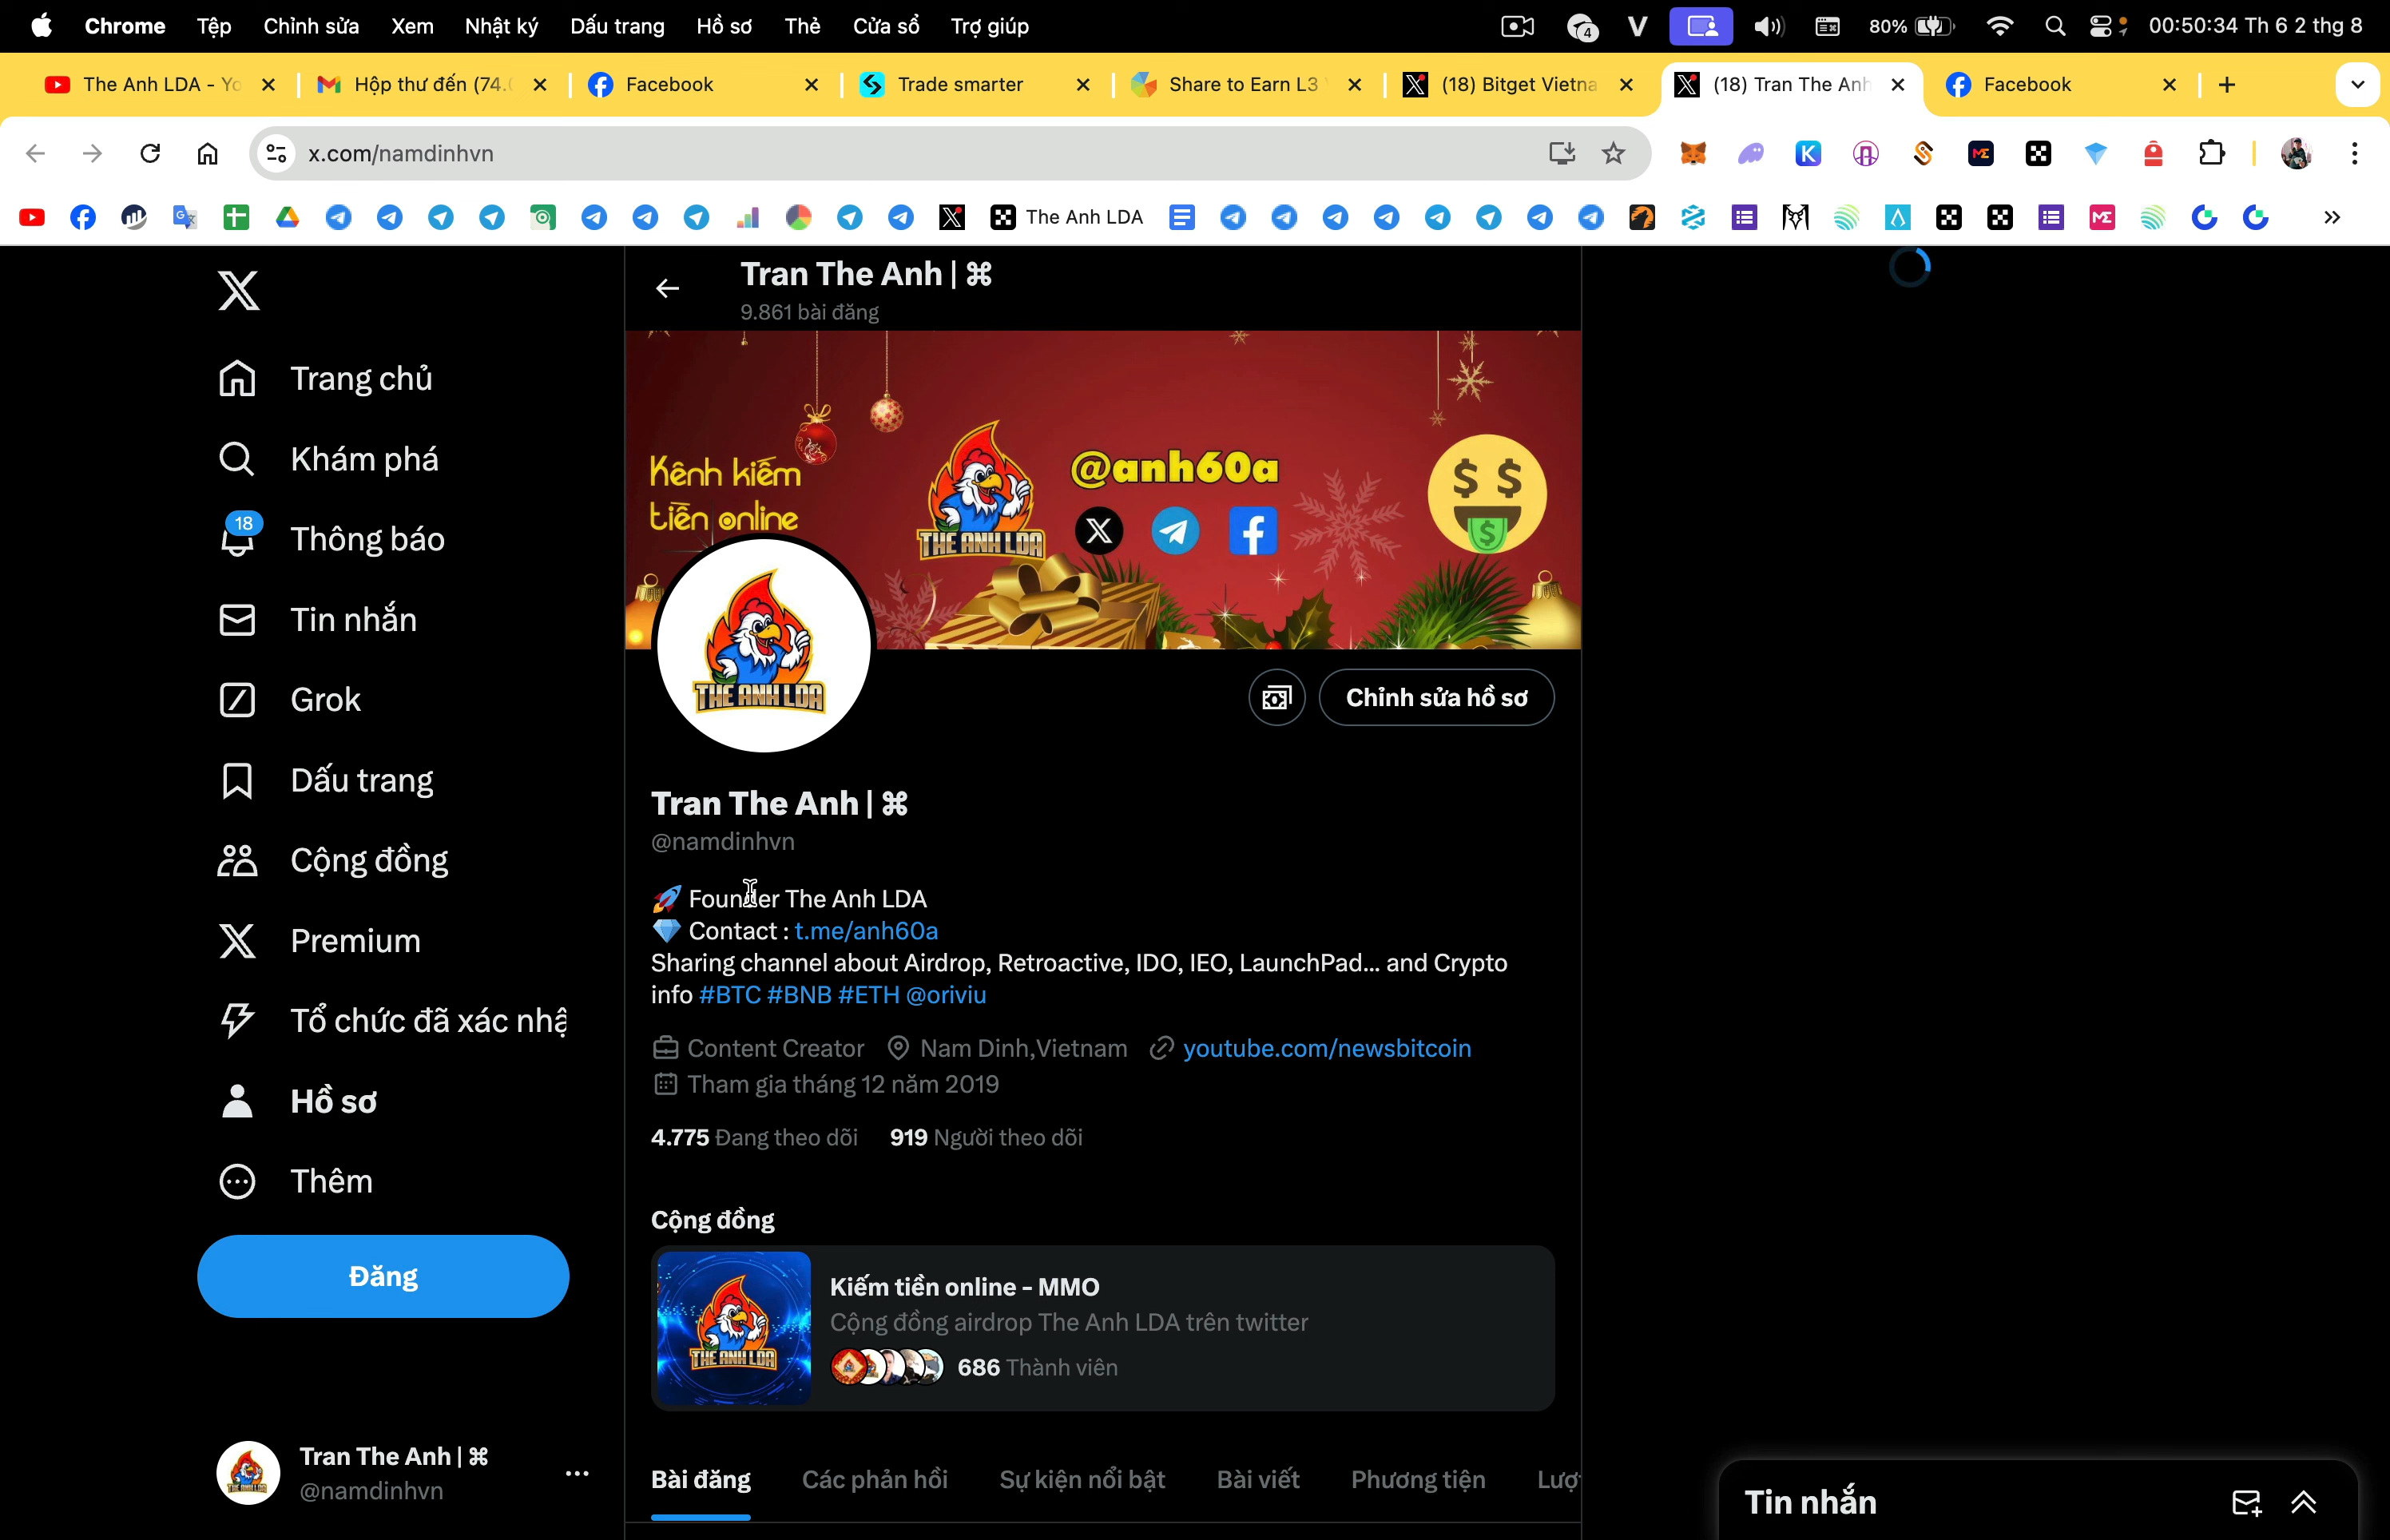 Chrome Tệp Chỉnh sửa Xem Nhật ký Dấu trang Hồ sơ Thẻ Cửa sổ Trợ giúp 4 80% 00:50:34 Th 6 2 thg 8
The Anh LDA - Yo Hộp thư đến (74. Facebook Trade smarter Share to Earn L3 (18) Bitget Vietna (18) Tran The Anh Facebook
x.com/namdinhvn
The Anh LDA
Tran The Anh | ⌘
9.861 bài đăng
Trang chủ
Khám phá
18
Thông báo
Tin nhắn
Grok
Dấu trang
Cộng đồng
Premium
Tổ chức đã xác nhậ
Hồ sơ
Thêm
Đăng
Tran The Anh | ⌘
@namdinhvn
Kênh kiếm
tiền online
@anh60a
THE ANH LDA
THE ANH LDA
Chỉnh sửa hồ sơ
Tran The Anh | ⌘
@namdinhvn
🚀 Founder The Anh LDA
💎 Contact : t.me/anh60a
Sharing channel about Airdrop, Retroactive, IDO, IEO, LaunchPad... and Crypto
info #BTC #BNB #ETH @oriviu
Content Creator Nam Dinh,Vietnam youtube.com/newsbitcoin
Tham gia tháng 12 năm 2019
4.775 Đang theo dõi 919 Người theo dõi
Cộng đồng
THE ANH LDA
Kiếm tiền online - MMO
Cộng đồng airdrop The Anh LDA trên twitter
686 Thành viên
Bài đăng Các phản hồi Sự kiện nổi bật Bài viết Phương tiện Lượ
Tin nhắn